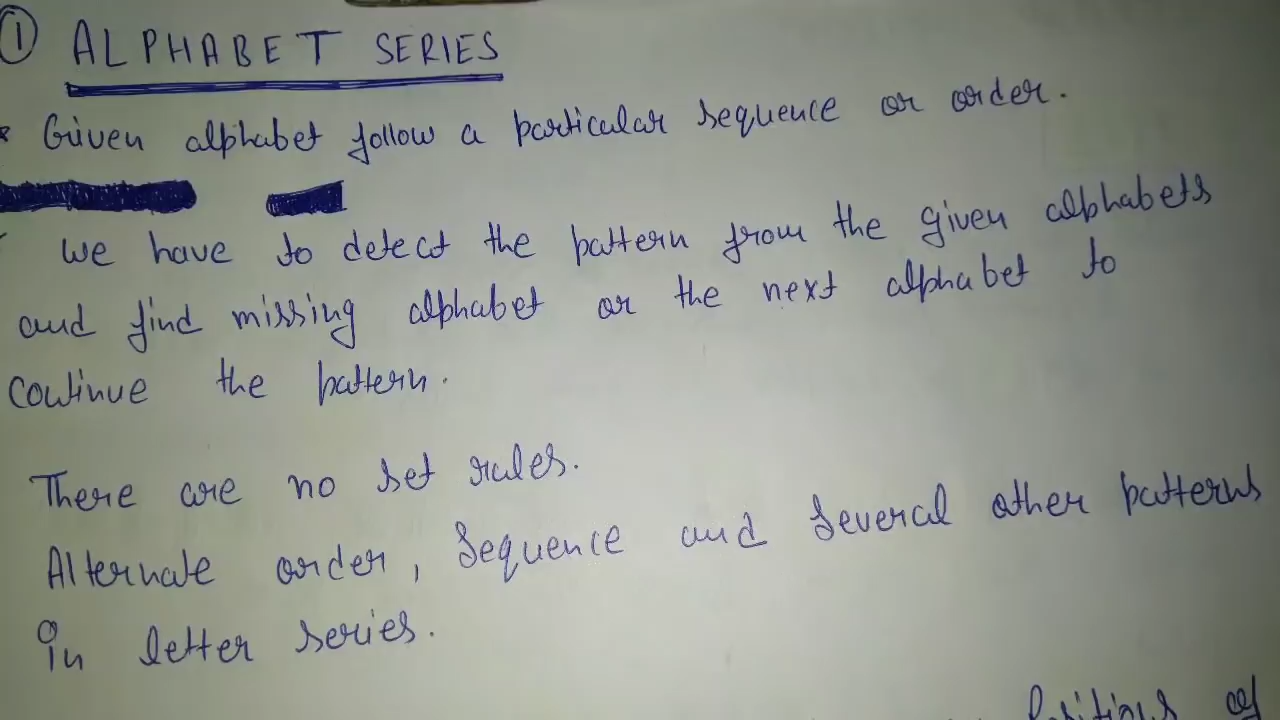 ① ALPHABET SERIES
* Given alphabet follow a particular sequence or order.
We have to detect the pattern from the given alphabets
and find missing alphabet or the next alphabet to
continue the pattern.
There are no set rules.
Alternate order, sequence and several other patterns
in letter series.
Positions of